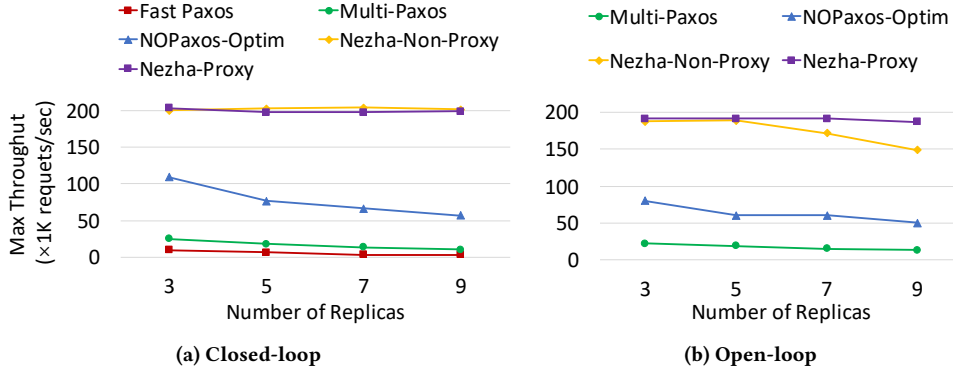 Fast Paxos
Multi-Paxos
NOPaxos-Optim
Nezha-Non-Proxy
Nezha-Proxy
Max Throughut
(×1K requets/sec)
200
150
100
50
0
3 5 7 9
Number of Replicas
(a) Closed-loop
Multi-Paxos
NOPaxos-Optim
Nezha-Non-Proxy
Nezha-Proxy
200
150
100
50
0
3 5 7 9
Number of Replicas
(b) Open-loop